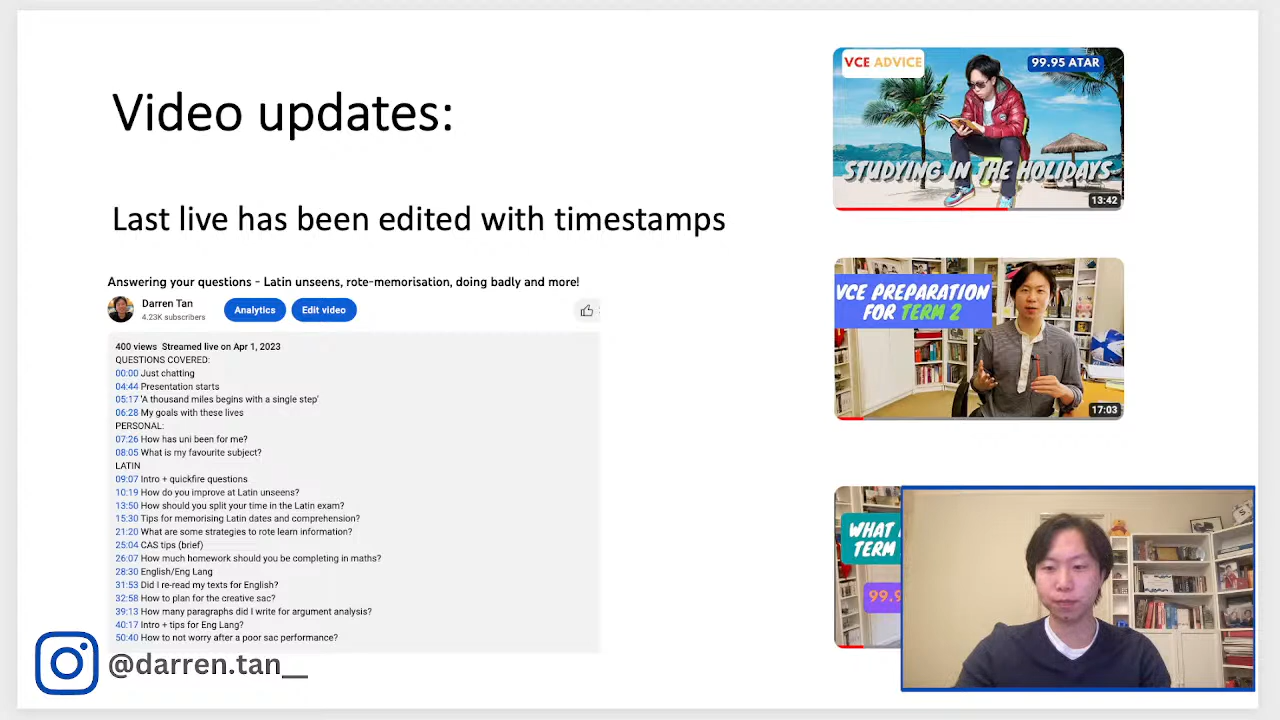 Video updates:
Last live has been edited with timestamps
Answering your questions - Latin unseens, rote-memorisation, doing badly and more!
Darren Tan
4.23K subscribers
Analytics
Edit video
400 views Streamed live on Apr 1, 2023
QUESTIONS COVERED:
00:00 Just chatting
04:44 Presentation starts
05:17 'A thousand miles begins with a single step'
06:28 My goals with these lives
PERSONAL:
07:26 How has uni been for me?
08:05 What is my favourite subject?
LATIN
09:07 Intro + quickfire questions
10:19 How do you improve at Latin unseens?
13:50 How should you split your time in the Latin exam?
15:30 Tips for memorising Latin dates and comprehension?
21:20 What are some strategies to rote learn information?
25:04 CAS tips (brief)
26:07 How much homework should you be completing in maths?
28:30 English/Eng Lang
31:53 Did I re-read my texts for English?
32:58 How to plan for the creative sac?
39:13 How many paragraphs did I write for argument analysis?
40:17 Intro + tips for Eng Lang?
50:40 How to not worry after a poor sac performance?
@darren.tan__
VCE ADVICE
99.95 ATAR
STUDYING IN THE HOLIDAYS
13:42
VCE PREPARATION
FOR TERM 2
17:03
WHAT
TERM
99.9